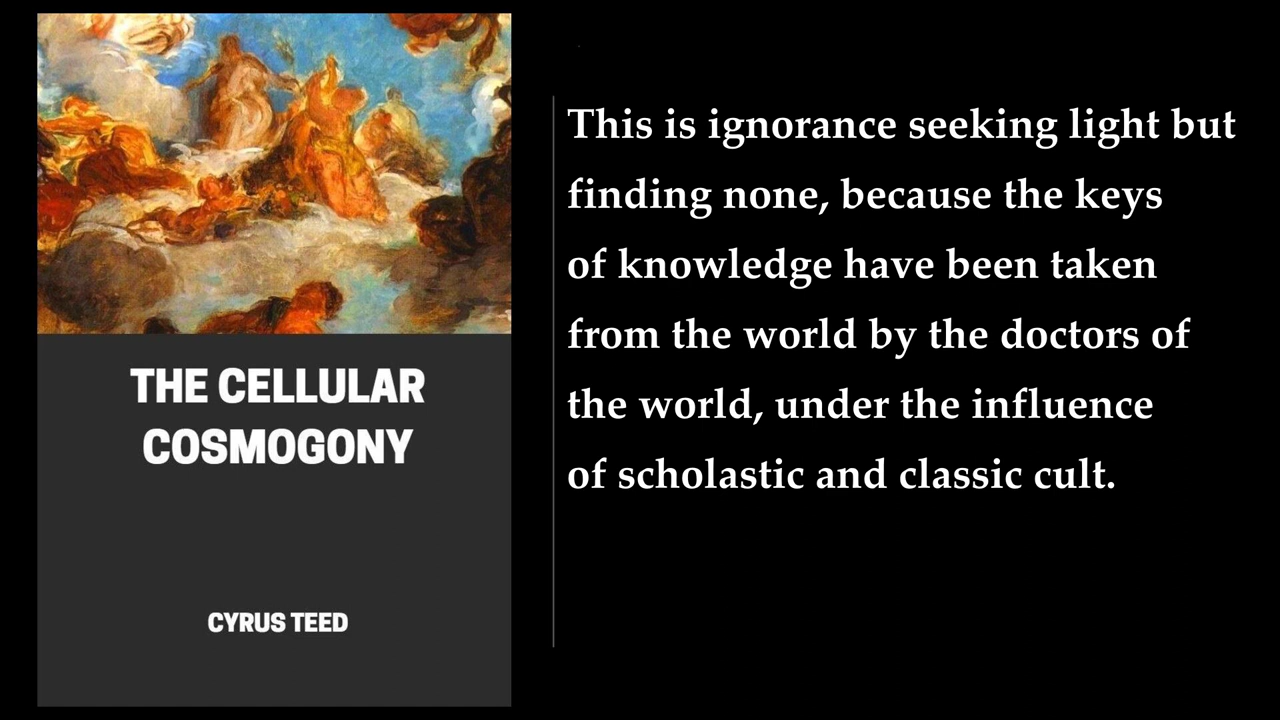 THE CELLULAR
COSMOGONY
CYRUS TEED
This is ignorance seeking light but
finding none, because the keys
of knowledge have been taken
from the world by the doctors of
the world, under the influence
of scholastic and classic cult.